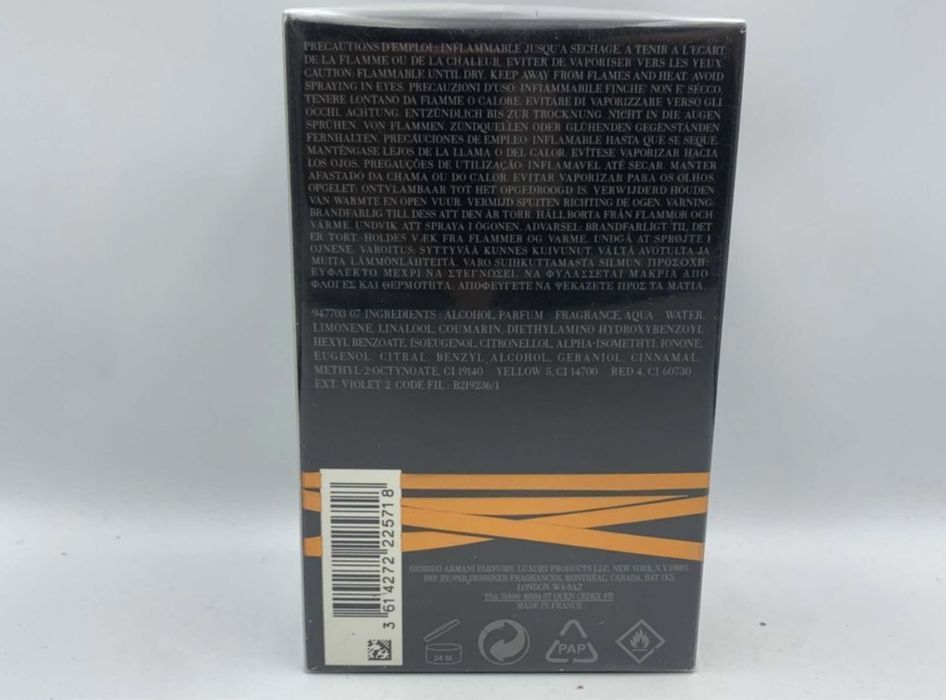 PRECAUTIONS D'EMPLOI: INFLAMMABLE JUSQU'A SECHAGE. A TENIR A L'ECART
DE LA FLAMME OU DE LA CHALEUR, EVITER DE VAPORISER VERS LES YEUX.
CAUTION: FLAMMABLE UNTIL DRY. KEEP AWAY FROM FLAMES AND HEAT. AVOID
SPRAYING IN EYES. PRECAUZIONI D'USO: INFIAMMABILE FINCHE' NON E' SECCO.
TENERE LONTANO DA FIAMME O CALORE. EVITARE DI VAPORIZZARE VERSO GLI
OCCHI. ACHTUNG: ENTZÜNDLICH BIS ZUR TROCKNUNG. NICHT IN DIE AUGEN
SPRÜHEN. VON FLAMMEN, ZÜNDQUELLEN ODER GLÜHENDEN GEGENSTÄNDEN
FERNHALTEN. PRECAUCIONES DE EMPLEO: INFLAMABLE HASTA QUE SE SEQUE.
MANTÉNGASE LEJOS DE LA LLAMA O DEL CALOR. EVÍTESE VAPORIZAR HACIA
LOS OJOS. PREGAUÇÕES DE UTILIZAÇÃO: INFLAMAVEL ATÉ SECAR. MANTER
AFASTADO DA CHAMA OU DO CALOR. EVITAR VAPORIZAR PARA OS OLHOS.
OPGELET: ONTVLAMBAAR TOT HET OPGEDROOGD IS. VERWIJDERD HOUDEN
VAN WARMTE EN OPEN VUUR. VERMIJD SPUITEN RICHTING DE OGEN. VARNING:
BRANDFARLIG TILL DESS ATT DEN ÄR TORR. HÅLL BORTA FRÅN FLAMMOR OCH
VÄRME. UNDVIK ATT SPRAYA I ÖGONEN. ADVARSEL: BRANDFARLIGT TIL DET
ER TØRT. HOLDES VÆK FRA FLAMMER OG VARME. UNDGÅ AT SPRØJTE I
ØJNENE. VAROITUS: SYTTYVÄÄ KUNNES KUIVUNUT. VÄLTÄ AVOTULTA JA
MUITA LÄMMÖNLÄHTEITÄ. VARO SUIHKUTTAMASTA SILMIIN. ΠΡΟΣΟΧΗ:
ΕΥΦΛΕΚΤΟ ΜΕΧΡΙ ΝΑ ΣΤΕΓΝΩΣΕΙ. ΝΑ ΦΥΛΑΣΣΕΤΑΙ ΜΑΚΡΙΑ ΑΠΟ
ΦΛΟΓΕΣ ΚΑΙ ΘΕΡΜΟΤΗΤΑ. ΑΠΟΦΕΥΓΕΤΕ ΝΑ ΨΕΚΑΖΕΤΕ ΠΡΟΣ ΤΑ ΜΑΤΙΑ.
947703 07 INGREDIENTS: ALCOHOL, PARFUM FRAGRANCE, AQUA WATER,
LIMONENE, LINALOOL, COUMARIN, DIETHYLAMINO HYDROXYBENZOYL
HEXYL BENZOATE, ISOEUGENOL, CITRONELLOL, ALPHA-ISOMETHYL IONONE,
EUGENOL, CITRAL, BENZYL ALCOHOL, GERANIOL, CINNAMAL,
METHYL 2-OCTYNOATE, CI 19140 YELLOW 5, CI 14700 RED 4, CI 60730
EXT. VIOLET 2 CODE FIL: B219236/1
3 614272 225718
GIORGIO ARMANI PARFUMS, LUXURY PRODUCTS LLC, NEW YORK, N.Y. 10001.
IMP. BY/PAR DESIGNER FRAGRANCES, MONTREAL, CANADA, B4T 1K5
LONDON W6 8AZ
TSA 75000 93584 ST OUEN CEDEX-FR
MADE IN FRANCE
24 M
PAP